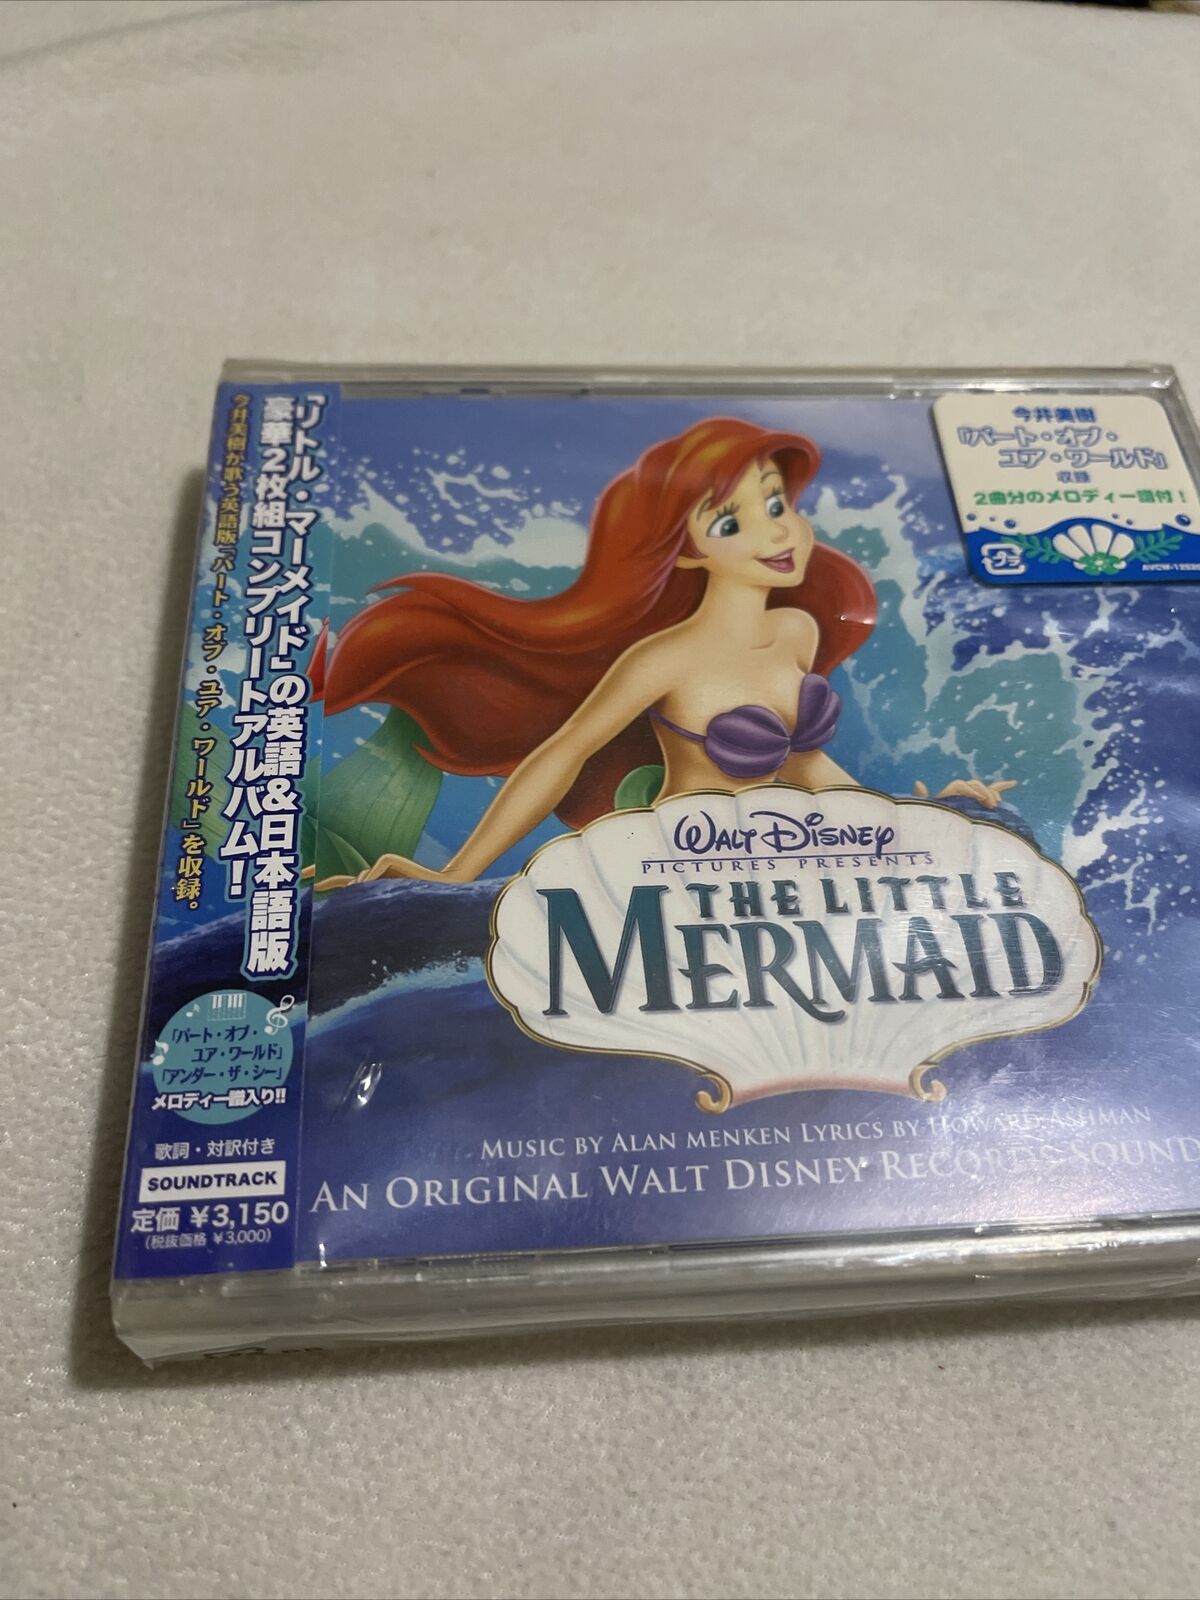 「リトル・マーメイド」の英語&日本語版
豪華2枚組コンプリートアルバム!
今井美樹が歌う英語版「パート・オブ・ユア・ワールド」を収録。
「パート・オブ・
ユア・ワールド」
「アンダー・ザ・シー」
メロディー譜入り!!
歌詞・対訳付き
SOUNDTRACK
定価 ¥3,150
(税抜価格 ¥3,000)
今井美樹
「パート・オブ・
ユア・ワールド」
収録
2曲分のメロディー譜付!
プラ
WALT DISNEY
PICTURES PRESENTS
THE LITTLE
MERMAID
MUSIC BY ALAN MENKEN LYRICS BY HOWARD ASHMAN
AN ORIGINAL WALT DISNEY RECORDS SOUND